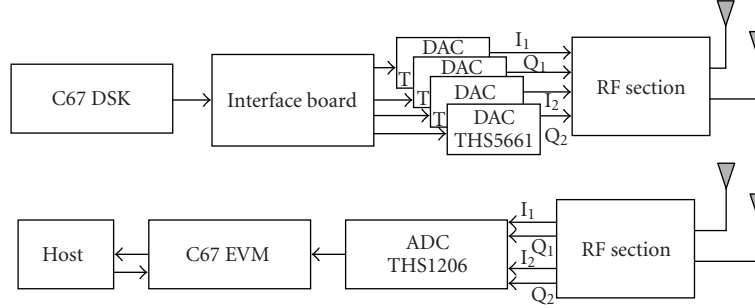 C67 DSK
Interface board
DAC
T
DAC
T
DAC
T
DAC
THS5661
I1
Q1
I2
Q2
RF section
Host
C67 EVM
ADC
THS1206
I1
Q1
I2
Q2
RF section